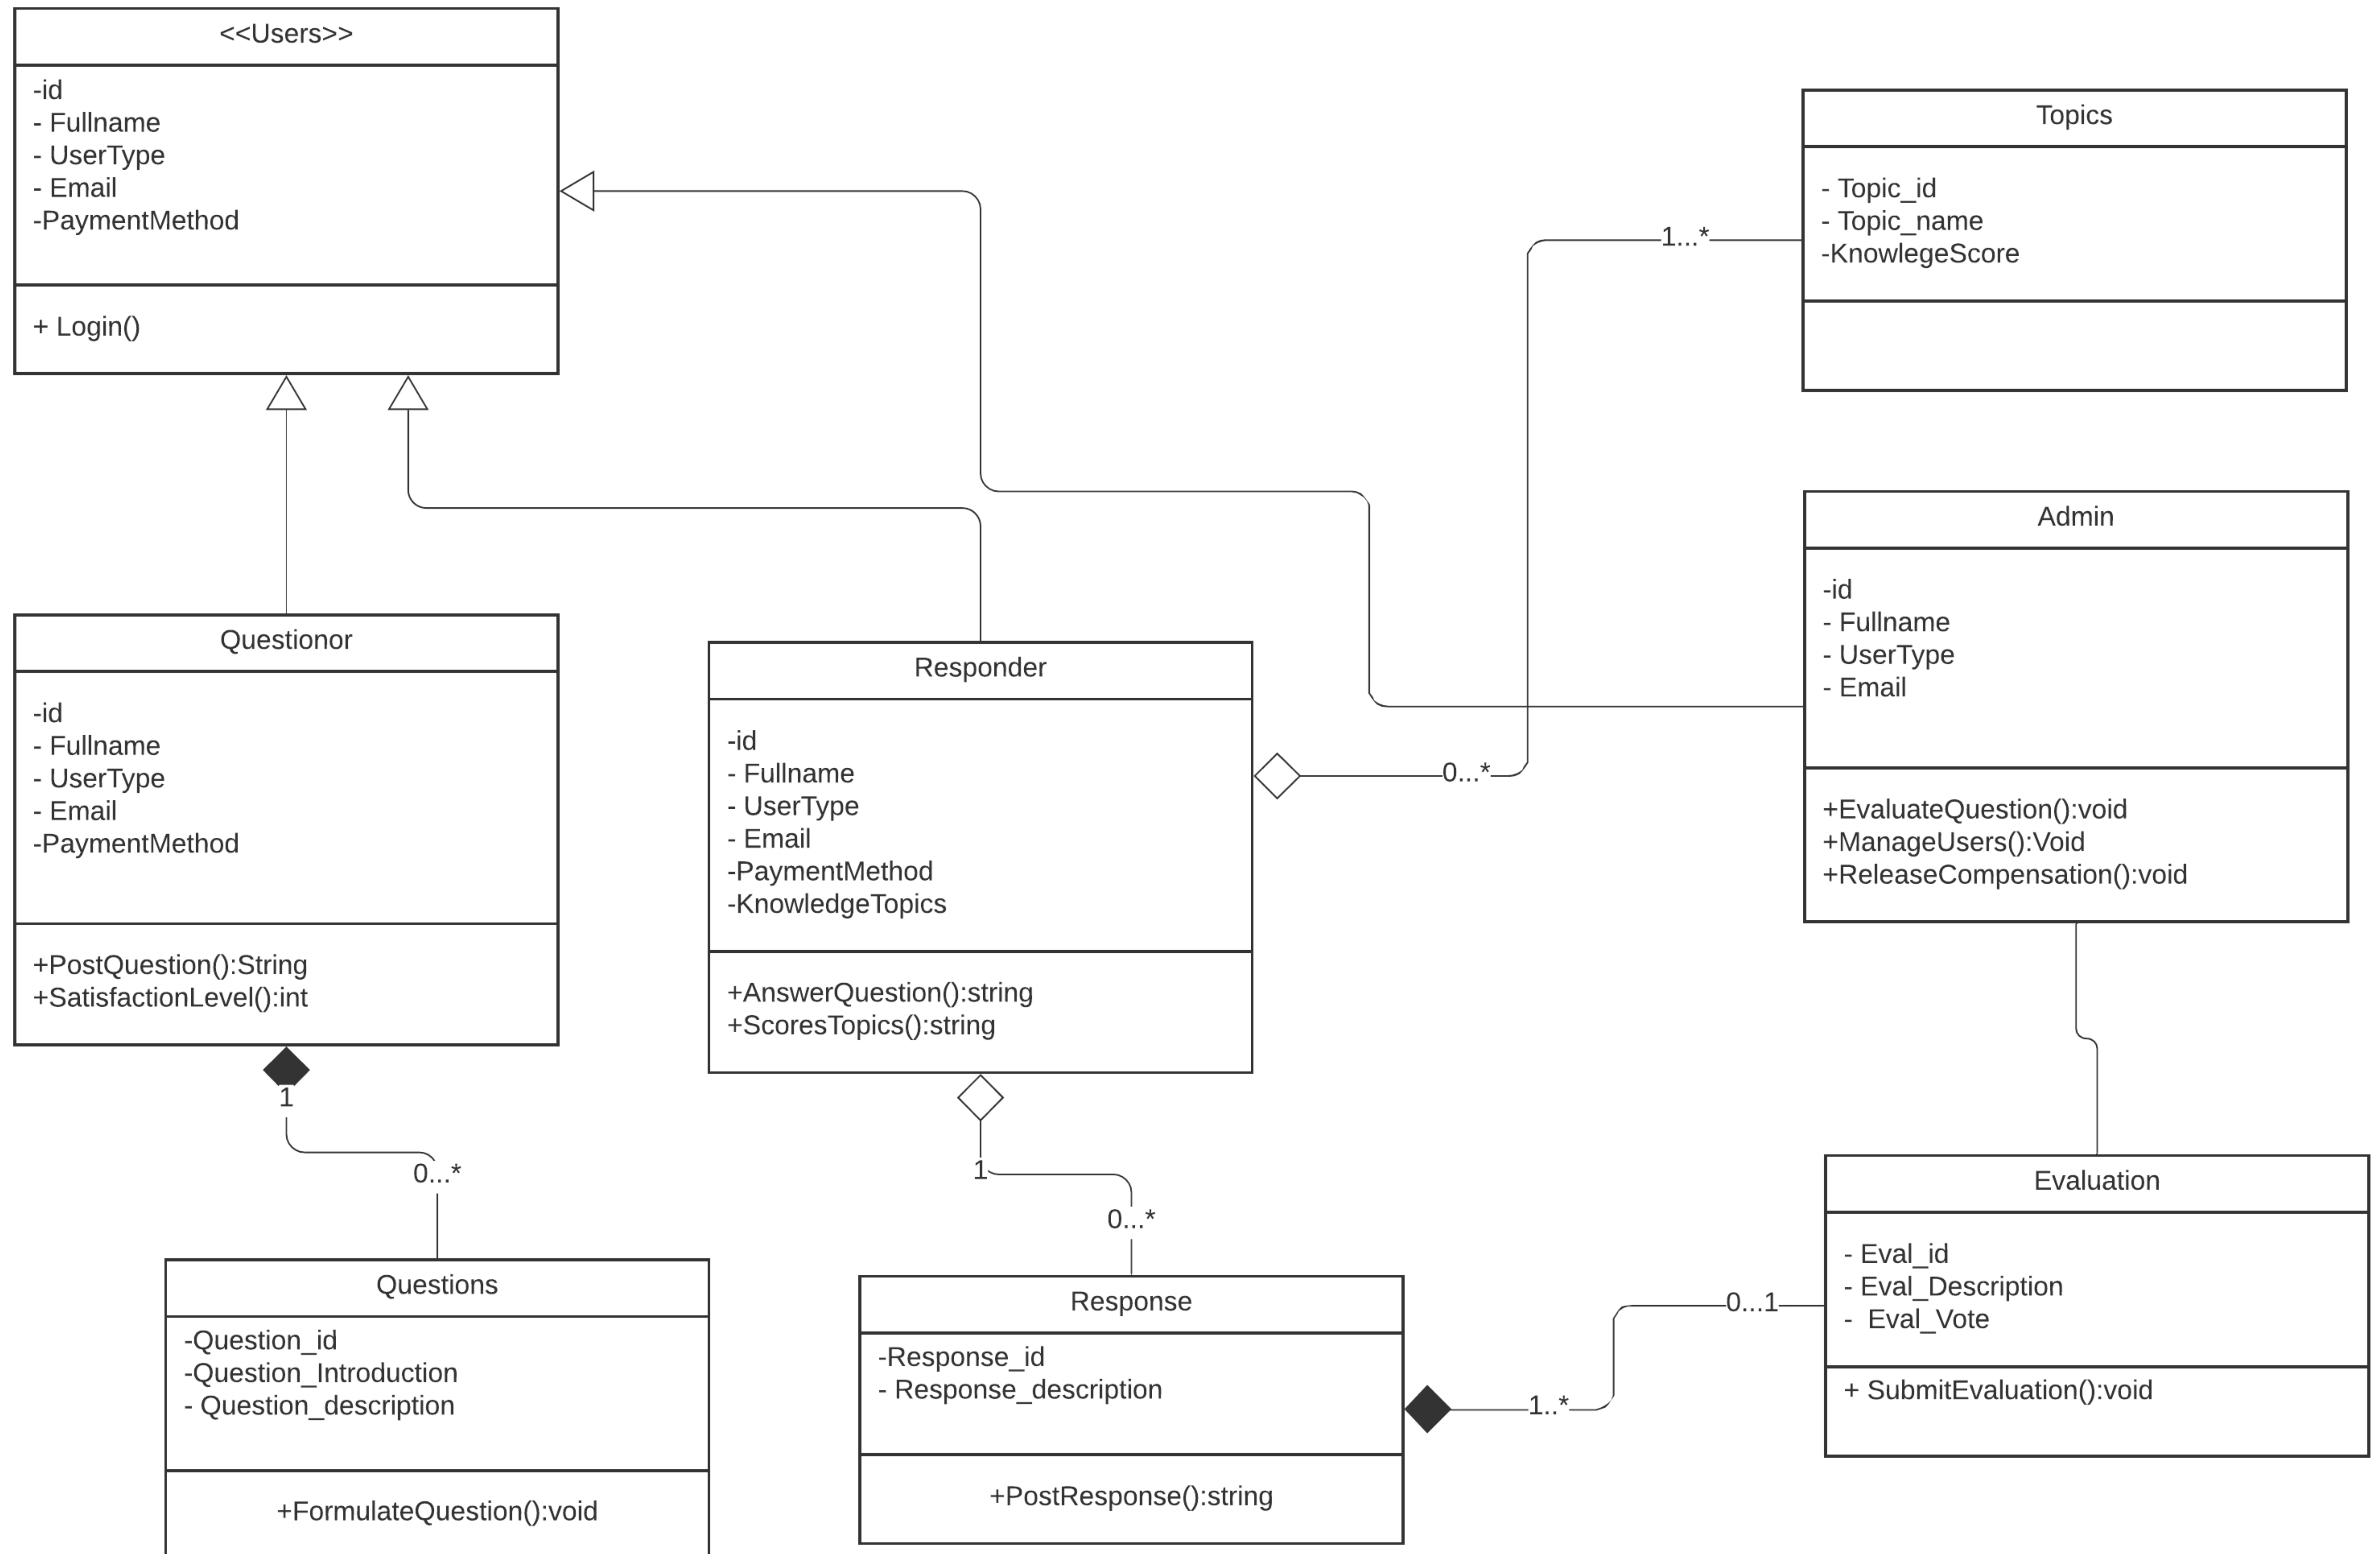 <<Users>>
-id
- Fullname
- UserType
- Email
-PaymentMethod
+ Login()
Topics
- Topic_id
- Topic_name
-KnowlegeScore
1...*
Admin
-id
- Fullname
- UserType
- Email
+EvaluateQuestion():void
+ManageUsers():Void
+ReleaseCompensation():void
Questionor
-id
- Fullname
- UserType
- Email
-PaymentMethod
+PostQuestion():String
+SatisfactionLevel():int
Responder
-id
- Fullname
- UserType
- Email
-PaymentMethod
-KnowledgeTopics
+AnswerQuestion():string
+ScoresTopics():string
0...*
1
0...*
1
0...*
Questions
-Question_id
-Question_Introduction
- Question_description
+FormulateQuestion():void
Response
-Response_id
- Response_description
+PostResponse():string
1..*
0...1
Evaluation
- Eval_id
- Eval_Description
-  Eval_Vote
+ SubmitEvaluation():void